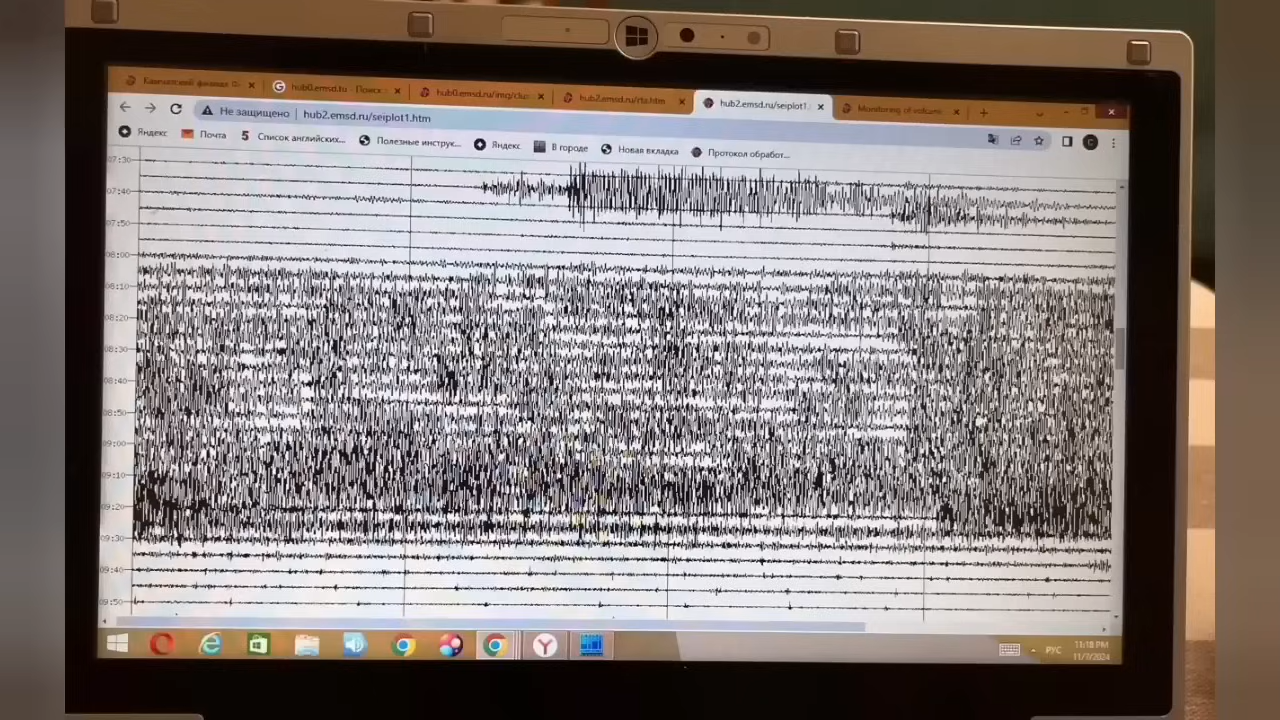 Камчатский филиал Ф
hub0.emsd.ru - Поиск
hub0.emsd.ru/img/clus
hub2.emsd.ru/rta.htm
hub2.emsd.ru/seiplot1.
Monitoring of volcanic
Не защищено | hub2.emsd.ru/seiplot1.htm
Яндекс
Почта
5 Список английских...
Полезные инструк...
Яндекс
В городе
Новая вкладка
Протокол обработ...
07:30
07:40
07:50
08:00
08:10
08:20
08:30
08:40
08:50
09:00
09:10
09:20
09:30
09:40
09:50
РУС
11:18 PM
11/7/2024